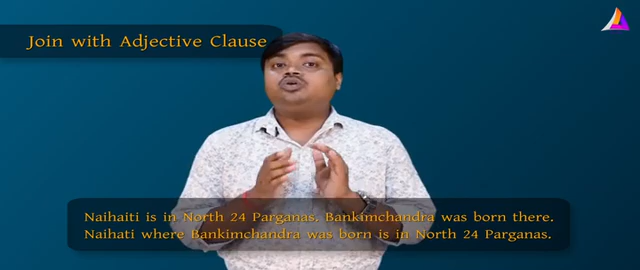 Join with Adjective Clause
Naihaiti is in North 24 Parganas. Bankimchandra was born there.
Naihati where Bankimchandra was born is in North 24 Parganas.